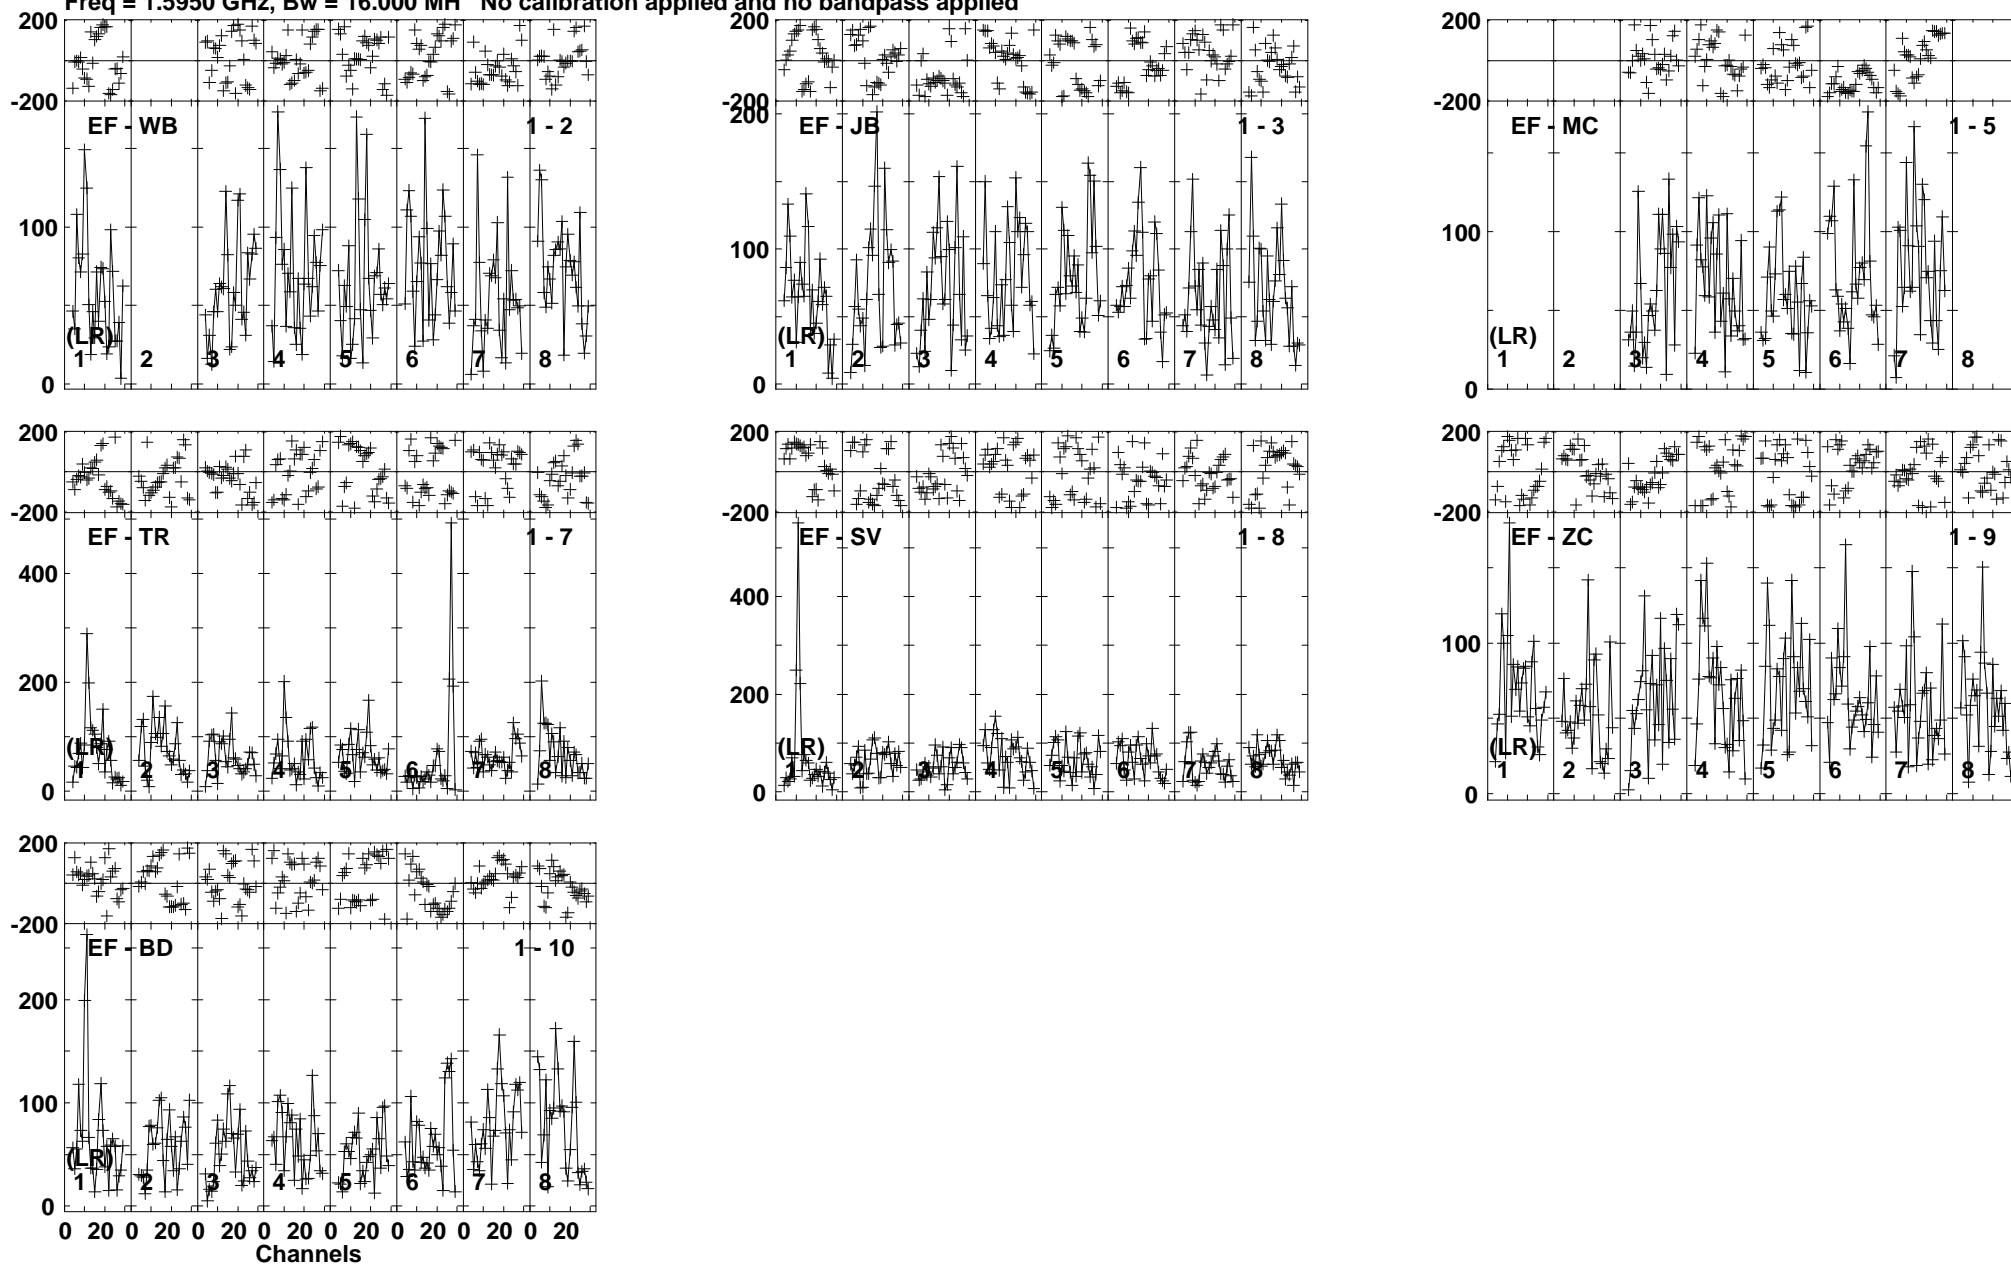 Freq = 1.5950 GHz, Bw = 16.000 MH No calibration applied and no bandpass applied
200
-200
EF - WB 1 - 2
100
0
(LR)
1 2 3 4 5 6 7 8
200
-200
200
EF - JB 1 - 3
100
0
(LR)
1 2 3 4 5 6 7 8
200
-200
EF - MC 1 - 5
100
0
(LR)
1 2 3 4 5 6 7 8
200
-200
EF - TR 1 - 7
400
200
0
(LR)
1 2 3 4 5 6 7 8
200
-200
EF - SV 1 - 8
400
200
0
(LR)
1 2 3 4 5 6 7 8
200
-200
EF - ZC 1 - 9
100
0
(LR)
1 2 3 4 5 6 7 8
200
-200
EF - BD 1 - 10
200
100
0
(LR)
1 2 3 4 5 6 7 8
0 20 0 20 0 20 0 20 0 20 0 20 0 20 0 20
Channels